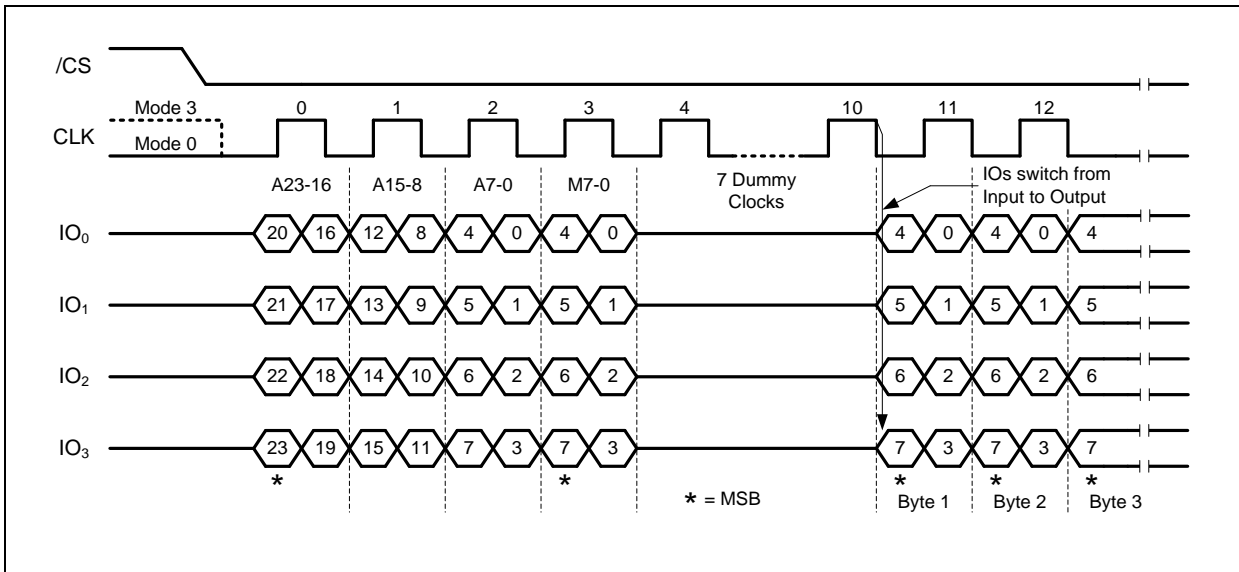 /CS
Mode 3 0 1 2 3 4 10 11 12
CLK Mode 0
A23-16 A15-8 A7-0 M7-0 7 Dummy Clocks IOs switch from Input to Output
IO₀ 20 16 12 8 4 0 4 0 4 0 4 0 4
IO₁ 21 17 13 9 5 1 5 1 5 1 5 1 5
IO₂ 22 18 14 10 6 2 6 2 6 2 6 2 6
IO₃ 23 19 15 11 7 3 7 3 7 3 7 3 7
* * * * *
* = MSB Byte 1 Byte 2 Byte 3